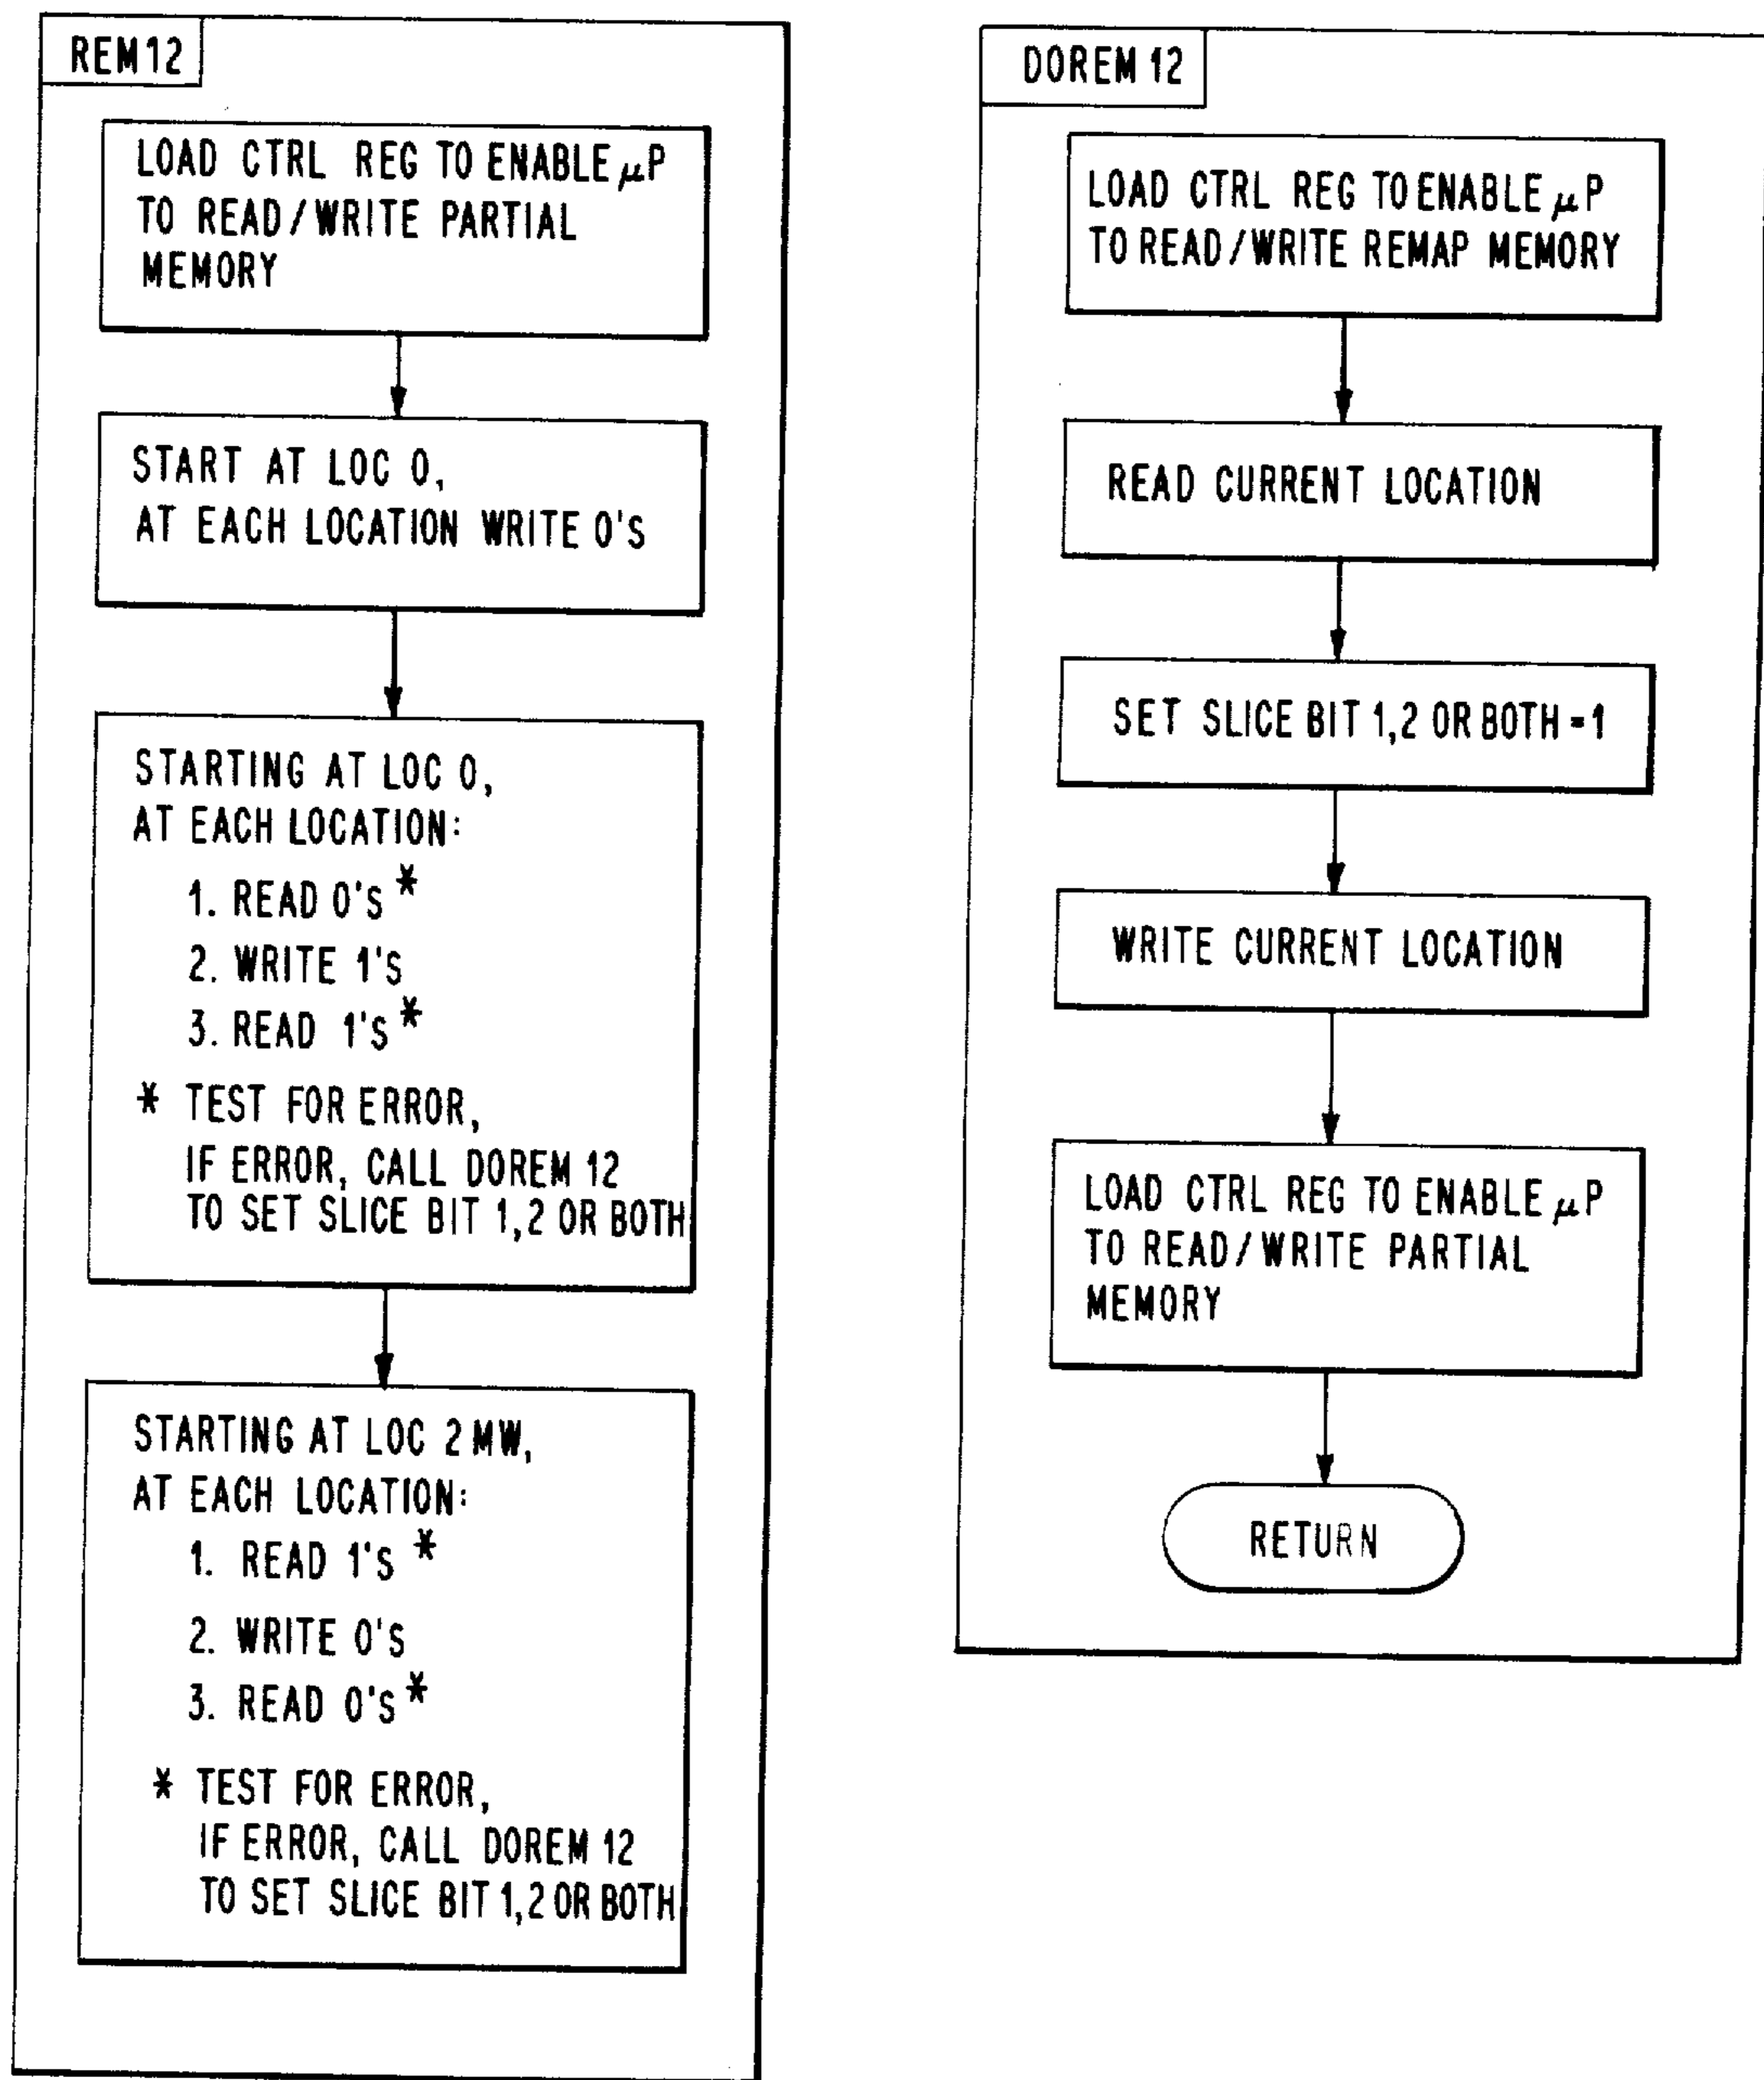 REM12
LOAD CTRL REG TO ENABLE μP
TO READ/WRITE PARTIAL
MEMORY
START AT LOC 0,
AT EACH LOCATION WRITE 0'S
STARTING AT LOC 0,
AT EACH LOCATION:
1. READ 0's *
2. WRITE 1's
3. READ 1's *
* TEST FOR ERROR,
IF ERROR, CALL DOREM 12
TO SET SLICE BIT 1,2 OR BOTH
STARTING AT LOC 2 MW,
AT EACH LOCATION:
1. READ 1's *
2. WRITE 0's
3. READ 0's *
* TEST FOR ERROR,
IF ERROR, CALL DOREM 12
TO SET SLICE BIT 1,2 OR BOTH
DOREM 12
LOAD CTRL REG TO ENABLE μP
TO READ/WRITE REMAP MEMORY
READ CURRENT LOCATION
SET SLICE BIT 1,2 OR BOTH = 1
WRITE CURRENT LOCATION
LOAD CTRL REG TO ENABLE μP
TO READ/WRITE PARTIAL
MEMORY
RETURN